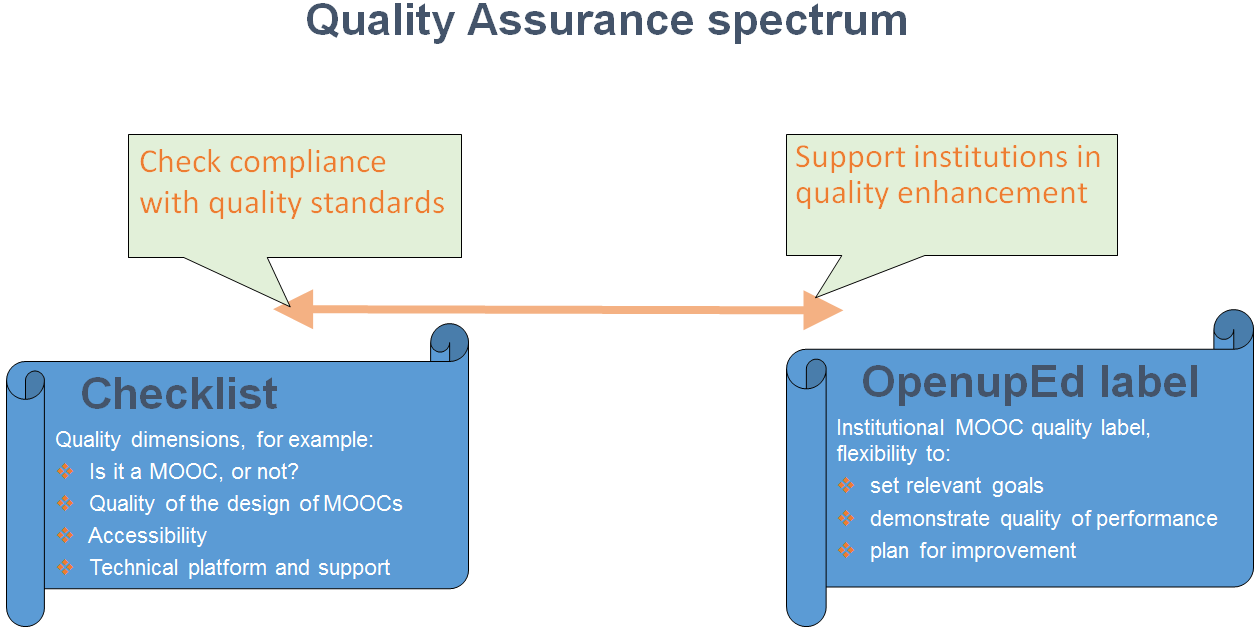 Quality Assurance spectrum
Check compliance
with quality standards
Support institutions in
quality enhancement
Checklist
Quality dimensions, for example:
Is it a MOOC, or not?
Quality of the design of MOOCs
Accessibility
Technical platform and support
OpenupEd label
Institutional MOOC quality label,
flexibility to:
set relevant goals
demonstrate quality of performance
plan for improvement